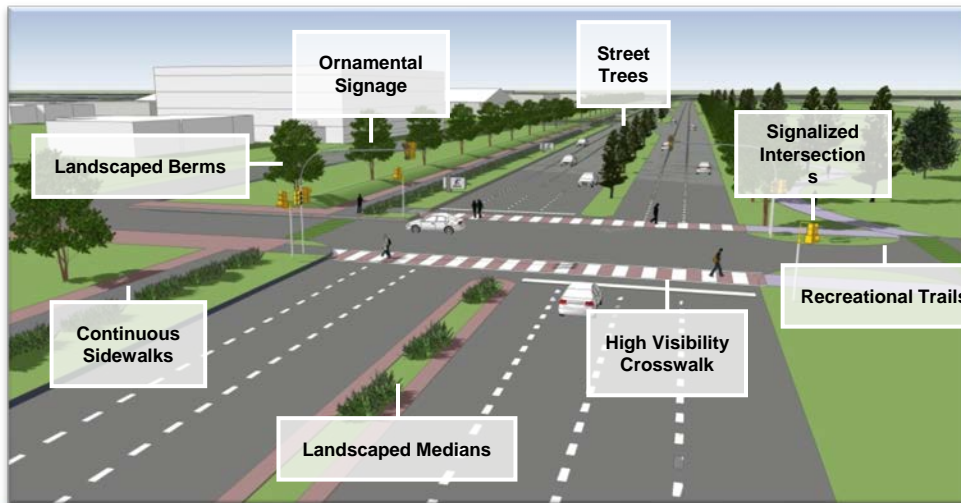 Ornamental
Signage
Street
Trees
Landscaped Berms
Signalized
Intersection
s
Recreational Trails
Continuous
Sidewalks
High Visibility
Crosswalk
Landscaped Medians